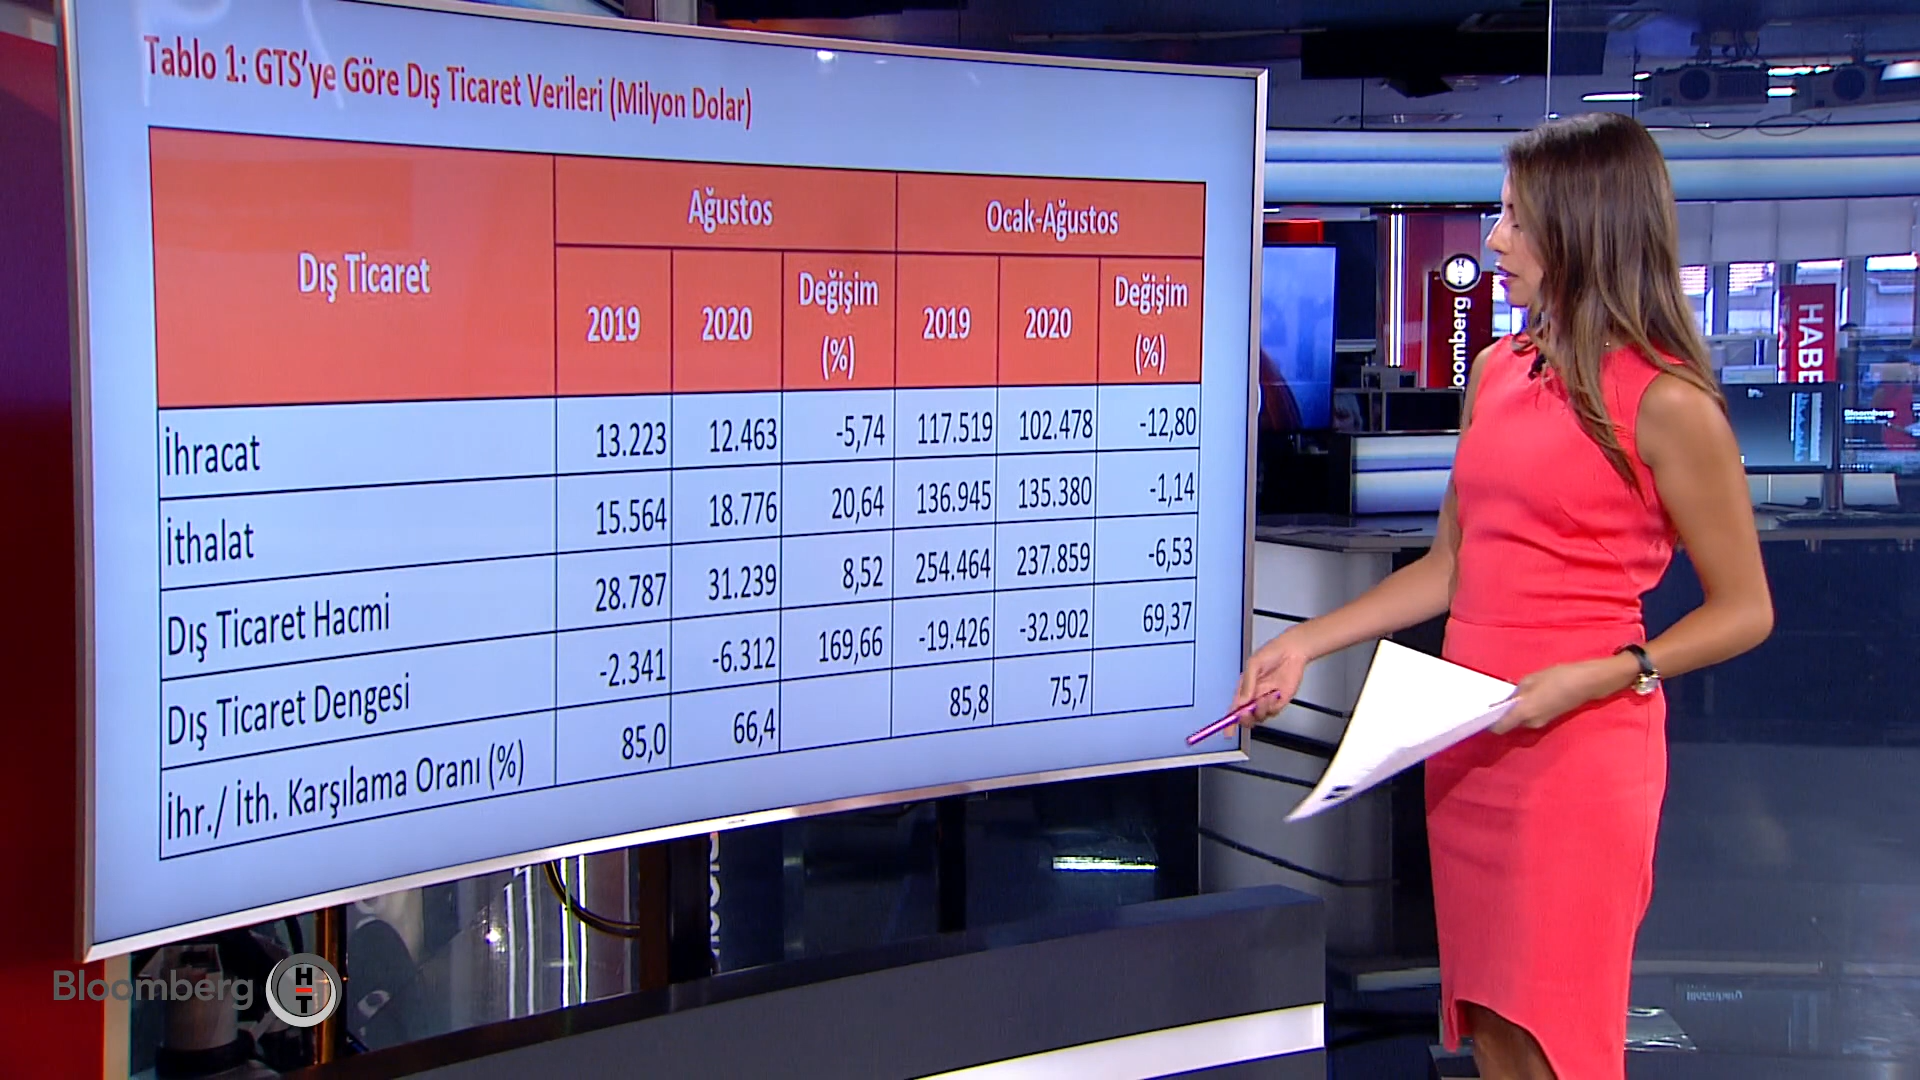 Tablo 1: GTS'ye Göre Dış Ticaret Verileri (Milyon Dolar)
Dış Ticaret
Ağustos
Ocak-Ağustos
2019
2020
Değişim
(%)
2019
2020
Değişim
(%)
İhracat 13.223 12.463 -5,74 117.519 102.478 -12,80
İthalat 15.564 18.776 20,64 136.945 135.380 -1,14
Dış Ticaret Hacmi 28.787 31.239 8,52 254.464 237.859 -6,53
Dış Ticaret Dengesi -2.341 -6.312 169,66 -19.426 -32.902 69,37
İhr./ İth. Karşılama Oranı (%) 85,0 66,4 85,8 75,7
Bloomberg HT
HABE
Bloomberg